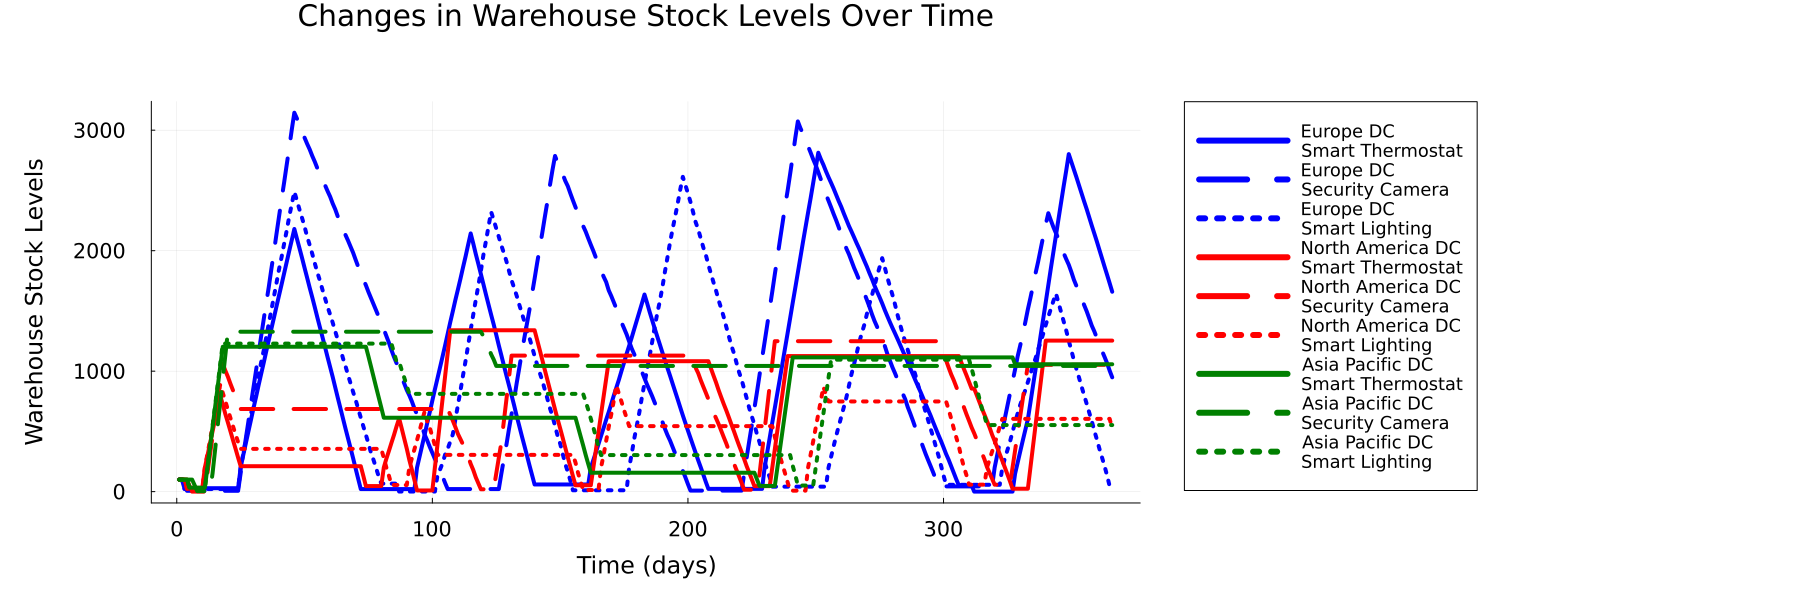 Changes in Warehouse Stock Levels Over Time
Warehouse Stock Levels
3000
2000
1000
0
0 100 200 300
Time (days)
Europe DC
Smart Thermostat
Europe DC
Security Camera
Europe DC
Smart Lighting
North America DC
Smart Thermostat
North America DC
Security Camera
North America DC
Smart Lighting
Asia Pacific DC
Smart Thermostat
Asia Pacific DC
Security Camera
Asia Pacific DC
Smart Lighting